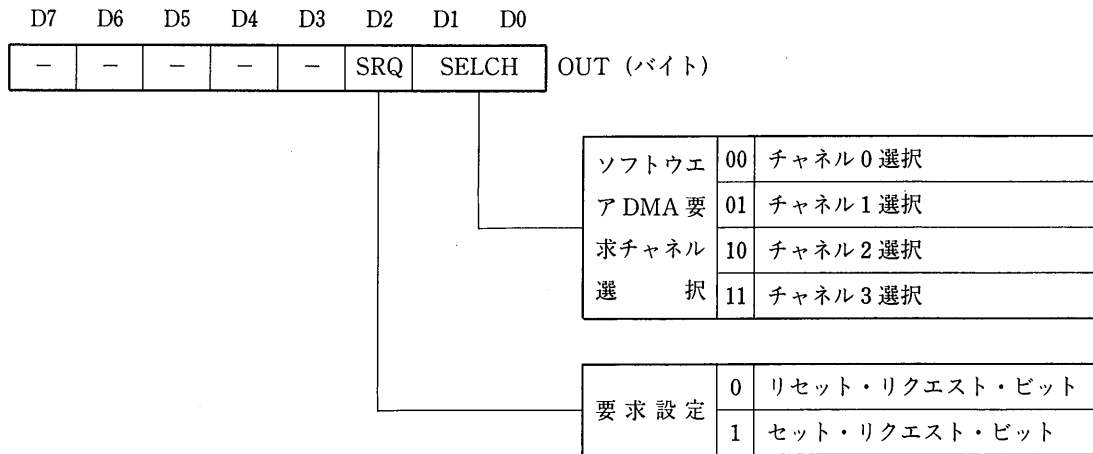 D7 D6 D5 D4 D3 D2 D1 D0
− − − − − SRQ SELCH OUT (バイト)
ソフトウエ
ア DMA 要
求チャネル
選 択
00 チャネル 0 選択
01 チャネル 1 選択
10 チャネル 2 選択
11 チャネル 3 選択
要求設定
0 リセット・リクエスト・ビット
1 セット・リクエスト・ビット